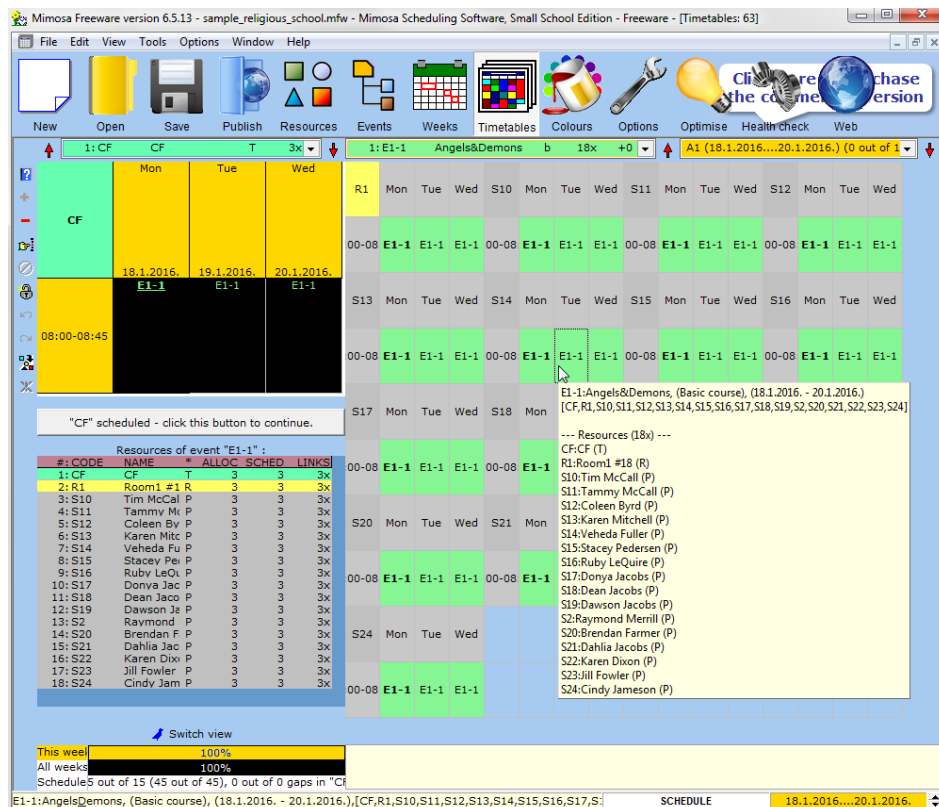 Mimosa Freeware version 6.5.13 - sample_religious_school.mfw - Mimosa Scheduling Software, Small School Edition - Freeware - [Timetables: 63]
File Edit View Tools Options Window Help
New Open Save Publish Resources Events Weeks Timetables Colours Options Optimise Health check Web
1: CF CF T 3x
1: E1-1 Angels&Demons b 18x +0
A1 (18.1.2016....20.1.2016.) (0 out of 1
CF
Mon Tue Wed
18.1.2016. 19.1.2016. 20.1.2016.
08:00-08:45
E1-1 E1-1 E1-1
"CF" scheduled - click this button to continue.
Resources of event "E1-1" :
#: CODE NAME * ALLOC SCHED LINKS
1: CF CF T 3 3 3x
2: R1 Room1 #1 R 3 3 3x
3: S10 Tim McCal P 3 3 3x
4: S11 Tammy Mc P 3 3 3x
5: S12 Coleen By P 3 3 3x
6: S13 Karen Mitc P 3 3 3x
7: S14 Veheda Fu P 3 3 3x
8: S15 Stacey Pe P 3 3 3x
9: S16 Ruby LeQu P 3 3 3x
10: S17 Donya Jac P 3 3 3x
11: S18 Dean Jaco P 3 3 3x
12: S19 Dawson Ja P 3 3 3x
13: S2 Raymond P 3 3 3x
14: S20 Brendan F P 3 3 3x
15: S21 Dahlia Jac P 3 3 3x
16: S22 Karen Dix P 3 3 3x
17: S23 Jill Fowler P 3 3 3x
18: S24 Cindy Jam P 3 3 3x
Switch view
This week 100%
All weeks 100%
Schedule 5 out of 15 (45 out of 45), 0 out of 0 gaps in "CF
R1 Mon Tue Wed S10 Mon Tue Wed S11 Mon Tue Wed S12 Mon Tue Wed
00-08 E1-1 E1-1 E1-1 00-08 E1-1 E1-1 E1-1 00-08 E1-1 E1-1 E1-1 00-08 E1-1 E1-1 E1-1
S13 Mon Tue Wed S14 Mon Tue Wed S15 Mon Tue Wed S16 Mon Tue Wed
00-08 E1-1 E1-1 E1-1 00-08 E1-1 E1-1 E1-1 00-08 E1-1 E1-1 E1-1 00-08 E1-1 E1-1 E1-1
S17 Mon Tue Wed S18 Mon
00-08 E1-1 E1-1 E1-1 00-08 E1-1
S20 Mon Tue Wed S21 Mon
00-08 E1-1 E1-1 E1-1 00-08 E1-1
S24 Mon Tue Wed
00-08 E1-1 E1-1 E1-1
E1-1:Angels&Demons, (Basic course), (18.1.2016. - 20.1.2016.)
[CF,R1,S10,S11,S12,S13,S14,S15,S16,S17,S18,S19,S2,S20,S21,S22,S23,S24]
--- Resources (18x) ---
CF:CF (T)
R1:Room1 #18 (R)
S10:Tim McCall (P)
S11:Tammy McCall (P)
S12:Coleen Byrd (P)
S13:Karen Mitchell (P)
S14:Veheda Fuller (P)
S15:Stacey Pedersen (P)
S16:Ruby LeQuire (P)
S17:Donya Jacobs (P)
S18:Dean Jacobs (P)
S19:Dawson Jacobs (P)
S2:Raymond Merrill (P)
S20:Brendan Farmer (P)
S21:Dahlia Jacobs (P)
S22:Karen Dixon (P)
S23:Jill Fowler (P)
S24:Cindy Jameson (P)
E1-1:AngelsDemons, (Basic course), (18.1.2016. - 20.1.2016.),[CF,R1,S10,S11,S12,S13,S14,S15,S16,S17,S: SCHEDULE 18.1.2016....20.1.2016.